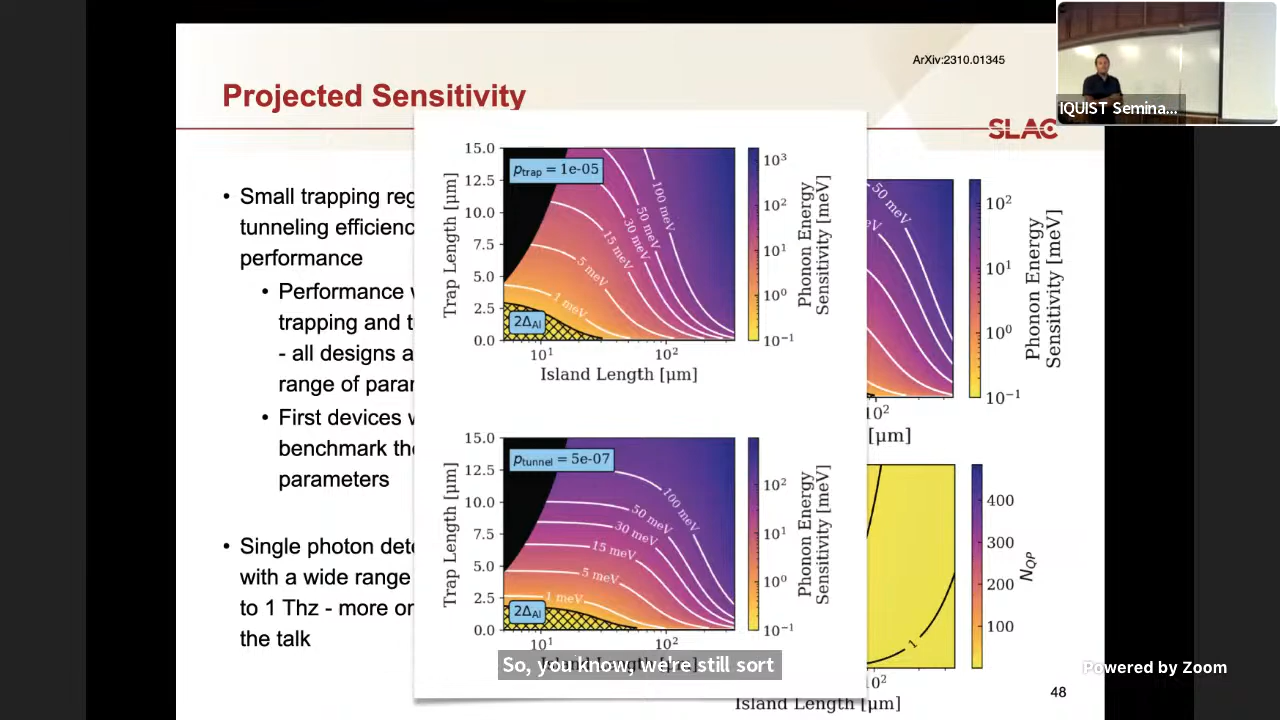 ArXiv:2310.01345
IQUIST Semina...
Projected Sensitivity
SLAC
• Small trapping reg
tunneling efficienc
performance
• Performance
trapping and t
- all designs a
range of parar
• First devices
benchmark the
parameters
• Single photon dete
with a wide range
to 1 Thz - more or
the talk
15.0
12.5
10.0
7.5
5.0
2.5
0.0
Trap Length [μm]
p_trap = 1e-05
100 meV
50 meV
30 meV
15 meV
5 meV
1 meV
2Δ_Al
10¹
10²
Island Length [μm]
10³
10²
10¹
10⁰
10⁻¹
Phonon Energy
Sensitivity [meV]
15.0
12.5
10.0
7.5
5.0
2.5
0.0
Trap Length [μm]
p_tunnel = 5e-07
100 meV
50 meV
30 meV
15 meV
5 meV
1 meV
2Δ_Al
10¹
10²
10²
10¹
10⁰
10⁻¹
Phonon Energy
Sensitivity [meV]
50 meV
10²
[μm]
10²
10¹
10⁰
10⁻¹
Phonon Energy
Sensitivity [meV]
1
400
300
200
100
N_QP
So, you know, we're still sort
Powered by Zoom
48
Island Length [μm]